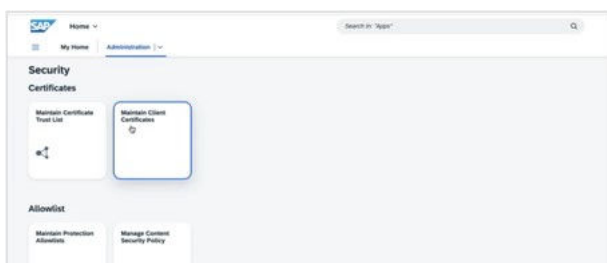 SAP Home
Search In: "Apps"
My Home Administration
Security
Certificates
Maintain Certificate
Trust List
Maintain Client
Certificates
Allowlist
Maintain Protection
Allowlists
Manage Content
Security Policy